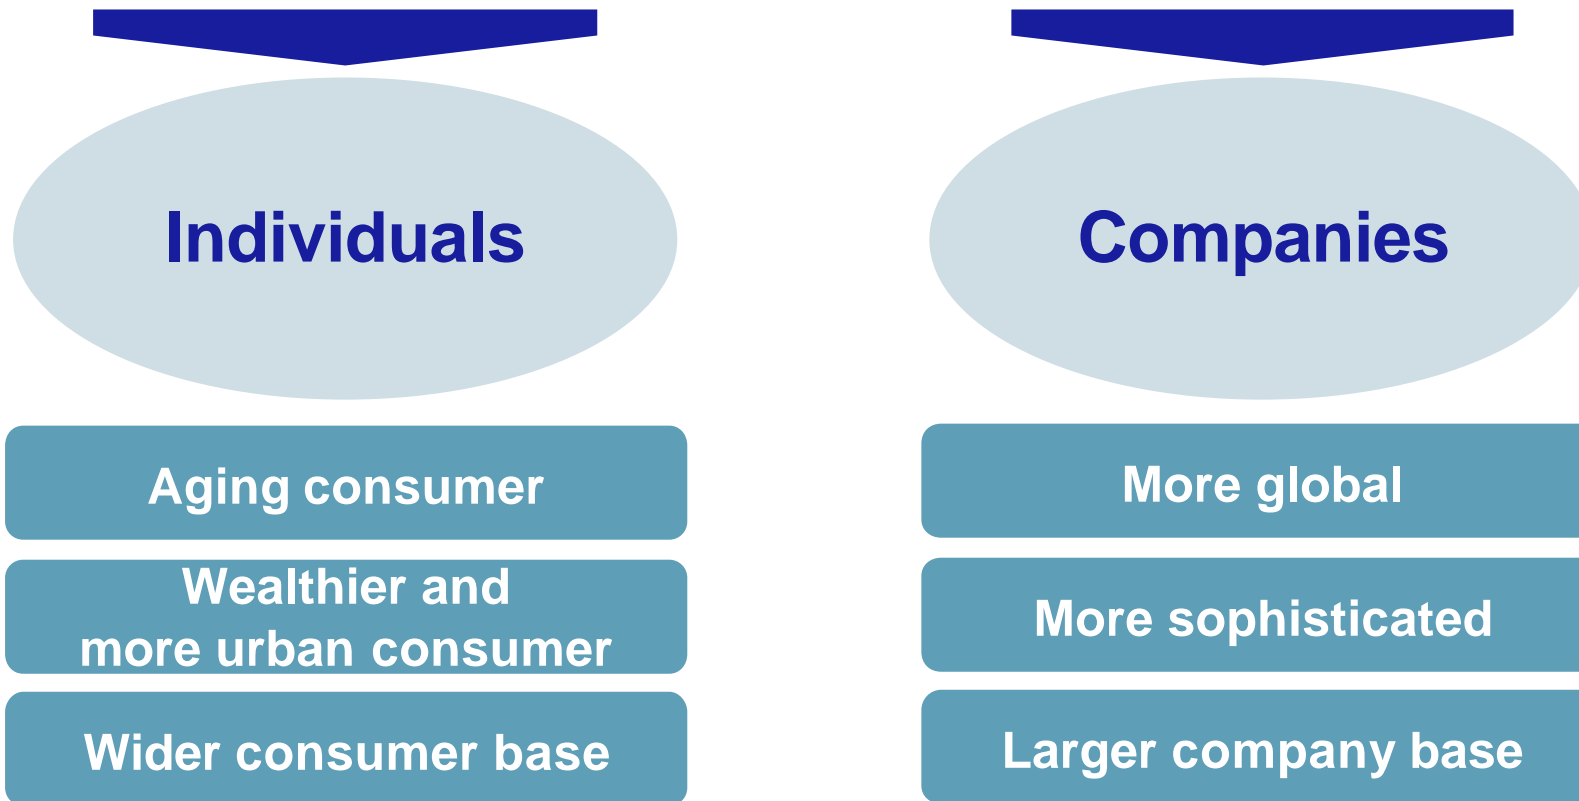 Individuals
Aging consumer
Wealthier and
more urban consumer
Wider consumer base
Companies
More global
More sophisticated
Larger company base